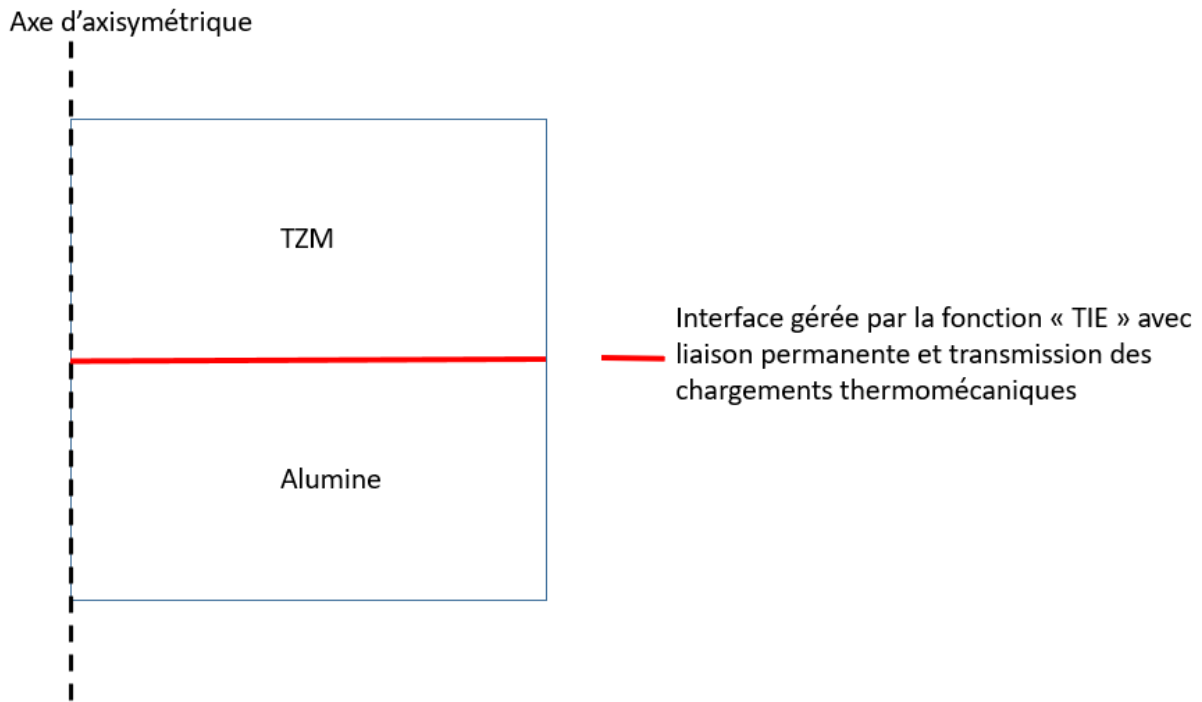 Axe d’axisymétrique
TZM
Interface gérée par la fonction « TIE » avec
liaison permanente et transmission des
chargements thermomécaniques
Alumine